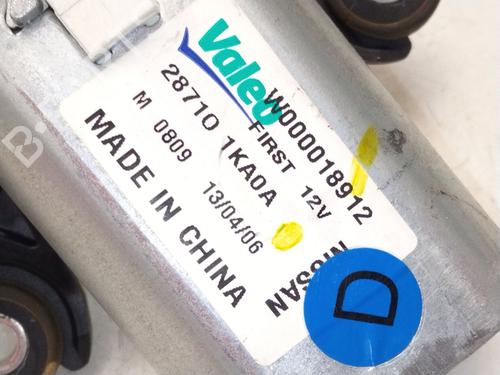 Valeo
W000018912
FIRST 12V
NISSAN
28710 1KA0A
M 0809 13/04/06
MADE IN CHINA
D
B